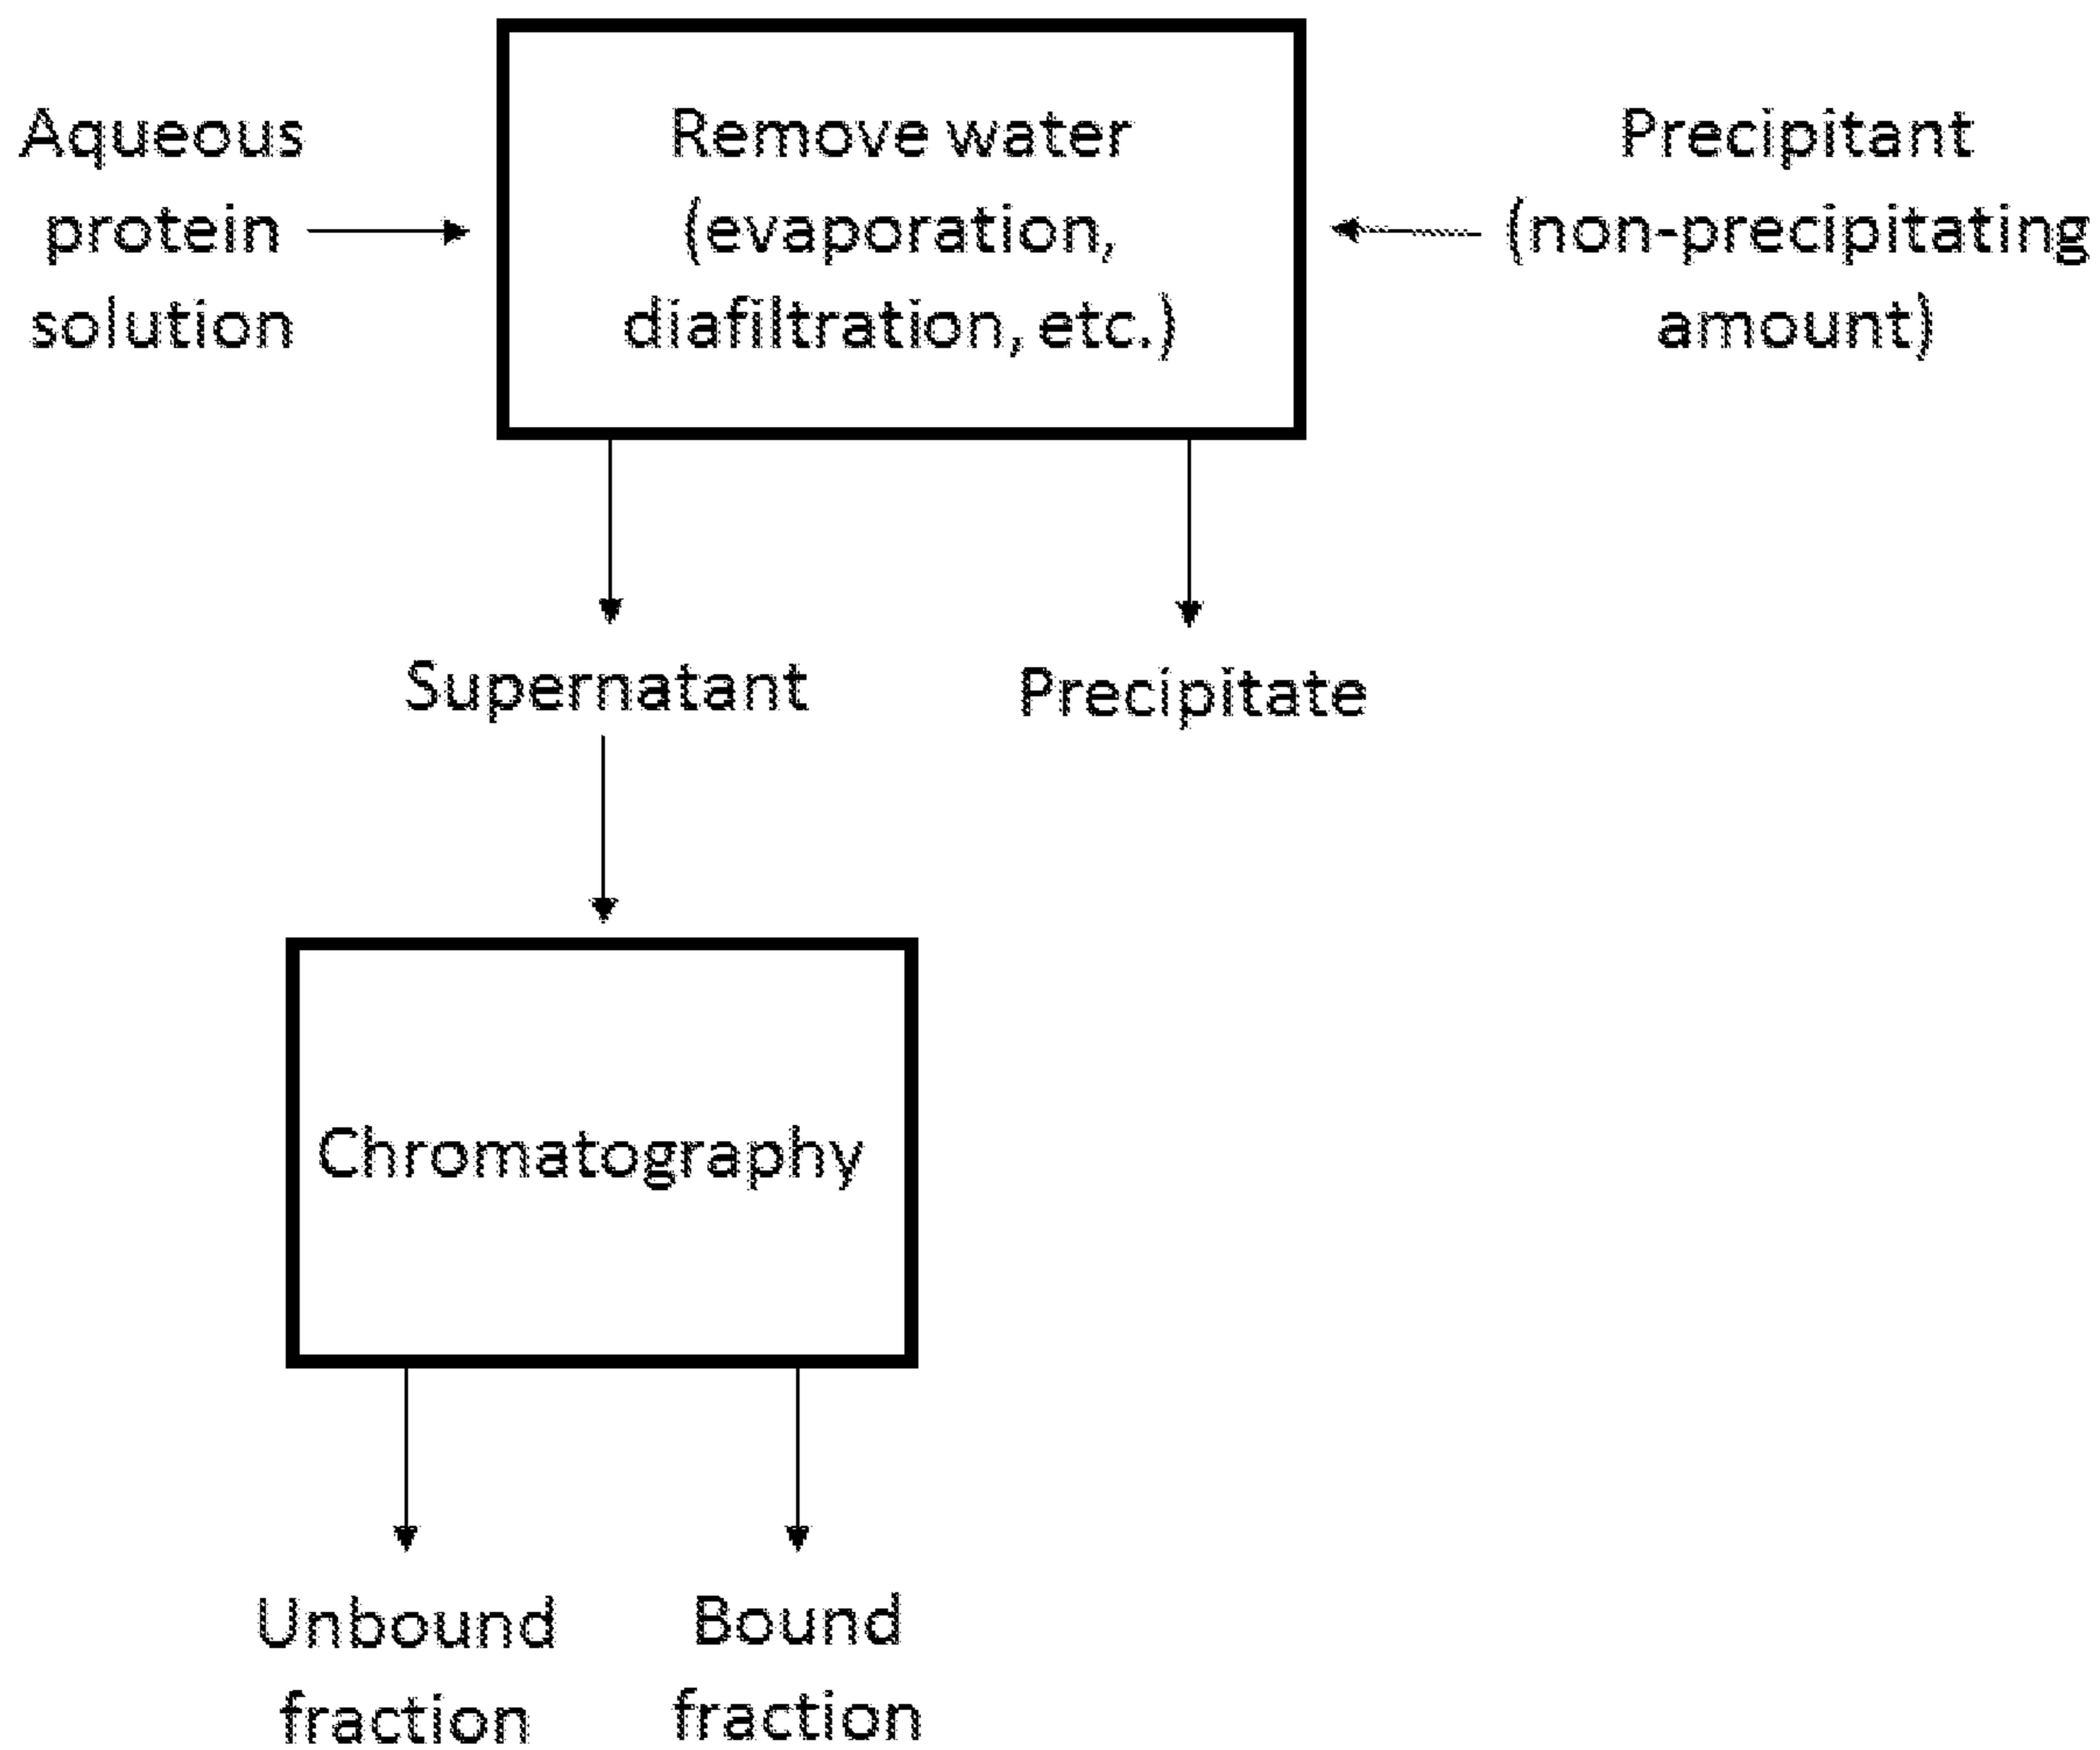 Aqueous
protein
solution
Remove water
(evaporation,
diafiltration, etc.)
Precipitant
(non-precipitating
amount)
Supernatant
Precipitate
Chromatography
Unbound
fraction
Bound
fraction